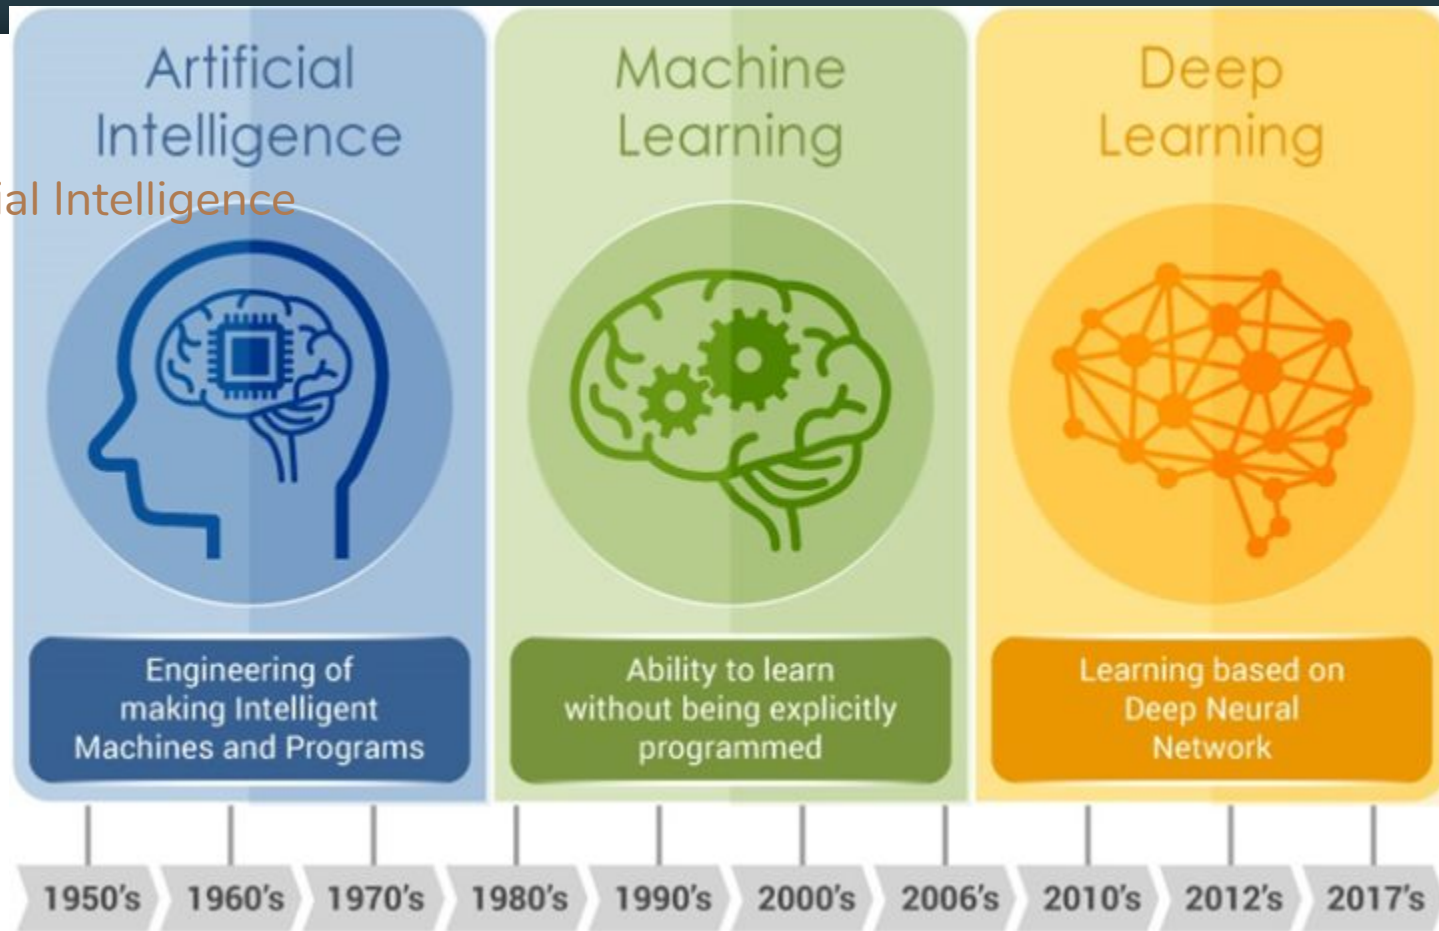 Artificial
Intelligence
Machine
Learning
Deep
Learning
ial Intelligence
Engineering of
making Intelligent
Machines and Programs
Ability to learn
without being explicitly
programmed
Learning based on
Deep Neural
Network
1950's
1960's
1970's
1980's
1990's
2000's
2006's
2010's
2012's
2017's